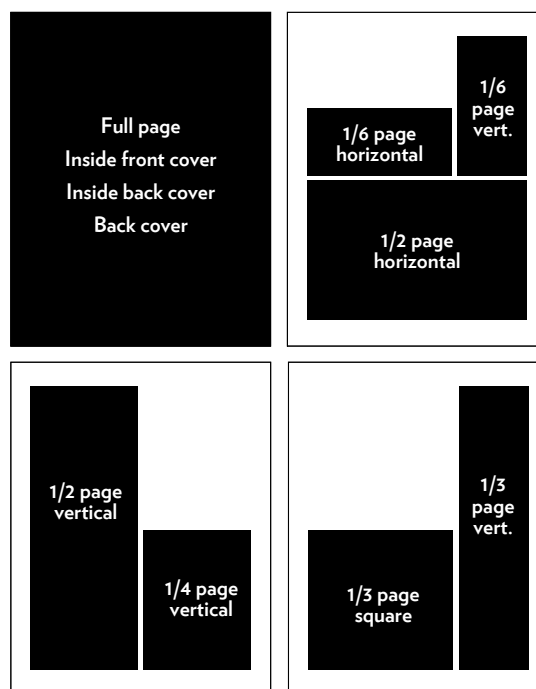 Full page
Inside front cover
Inside back cover
Back cover
1/6
page
vert.
1/6 page
horizontal
1/2 page
horizontal
1/2 page
vertical
1/4 page
vertical
1/3
page
vert.
1/3 page
square